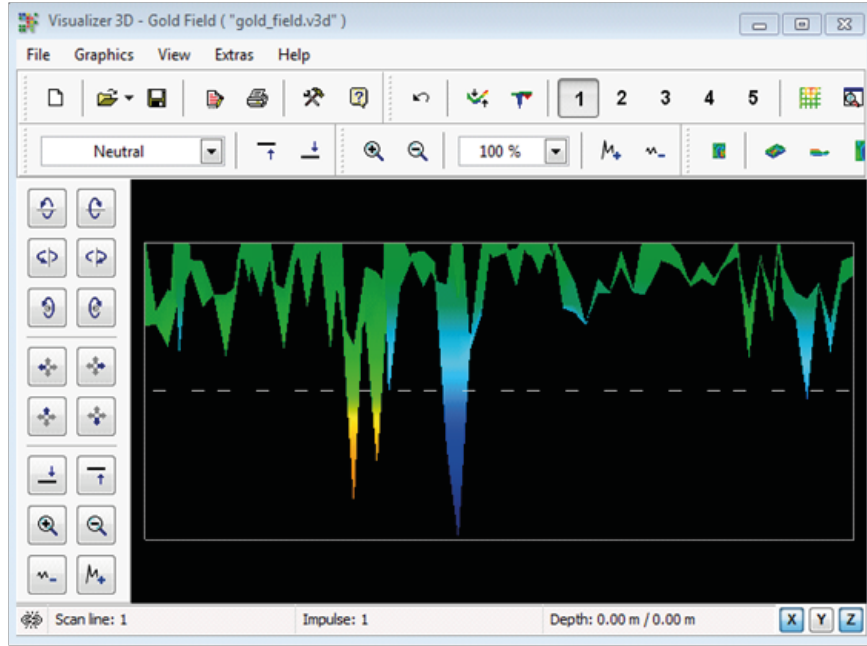 Visualizer 3D - Gold Field ( "gold_field.v3d" )
File Graphics View Extras Help
1 2 3 4 5
Neutral 100 %
Scan line: 1 Impulse: 1 Depth: 0.00 m / 0.00 m X Y Z